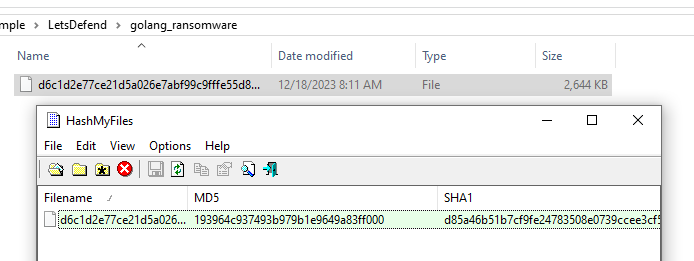 mple > LetsDefend > golang_ransomware
Name Date modified Type Size
d6c1d2e77ce21d5a026e7abf99c9fffe55d8... 12/18/2023 8:11 AM File 2,644 KB
HashMyFiles
File Edit View Options Help
Filename / MD5 SHA1
d6c1d2e77ce21d5a026... 193964c937493b979b1e9649a83ff000 d85a46b51b7cf9fe24783508e0739ccee3cf5